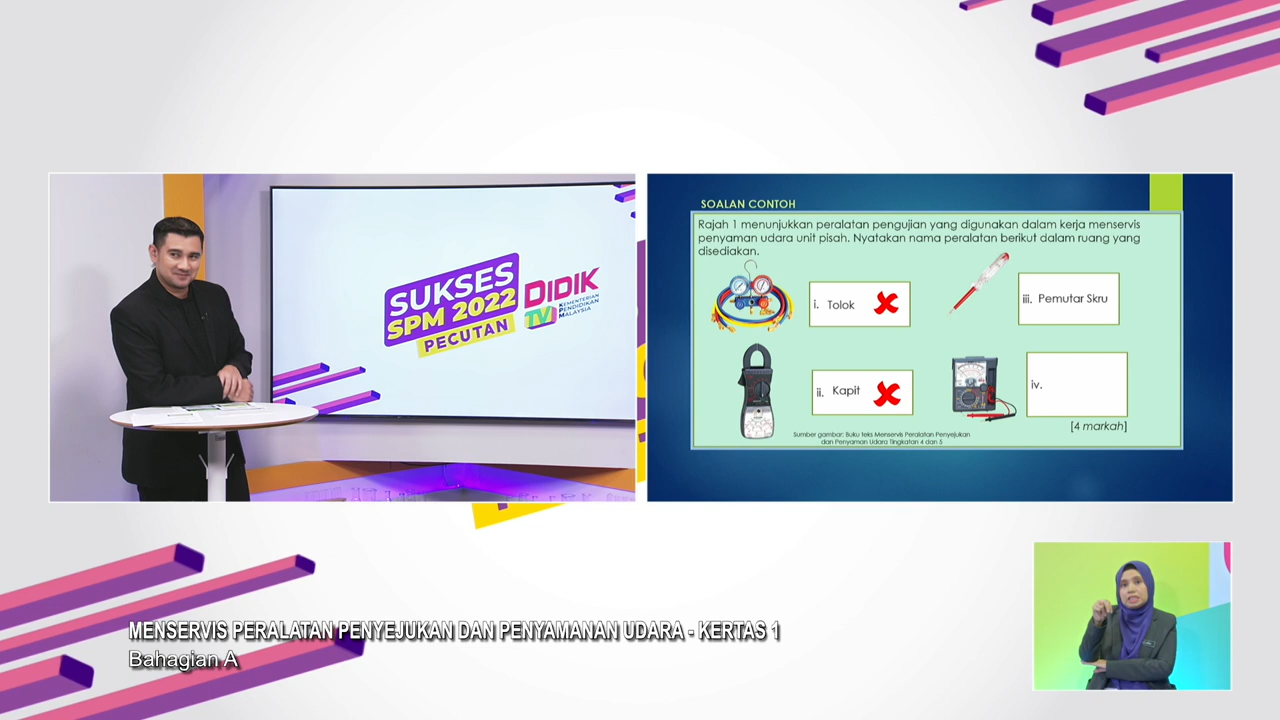 SUKSES
SPM 2022
PECUTAN
DIDIK
TV
KEMENTERIAN
PENDIDIKAN
MALAYSIA
SOALAN CONTOH
Rajah 1 menunjukkan peralatan pengujian yang digunakan dalam kerja menservis
penyaman udara unit pisah. Nyatakan nama peralatan berikut dalam ruang yang
disediakan.
i. Tolok
iii. Pemutar Skru
ii. Kapit
iv.
[4 markah]
Sumber gambar: Buku teks Menservis Peralatan Penyejukan
dan Penyaman Udara Tingkatan 4 dan 5
MENSERVIS PERALATAN PENYEJUKAN DAN PENYAMANAN UDARA - KERTAS 1
Bahagian A